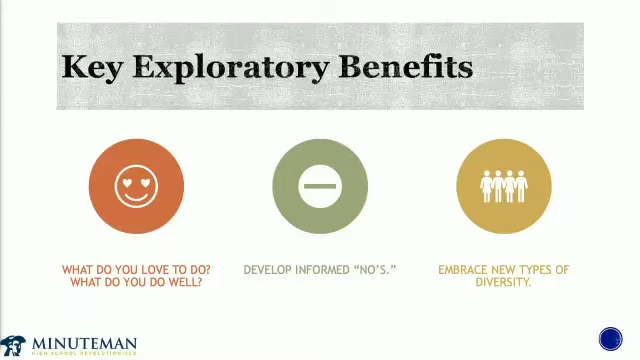 Key Exploratory Benefits
WHAT DO YOU LOVE TO DO?
WHAT DO YOU DO WELL?
DEVELOP INFORMED “NO’S.”
EMBRACE NEW TYPES OF
DIVERSITY.
MINUTEMAN
HIGH SCHOOL REVOLUTIONIZED